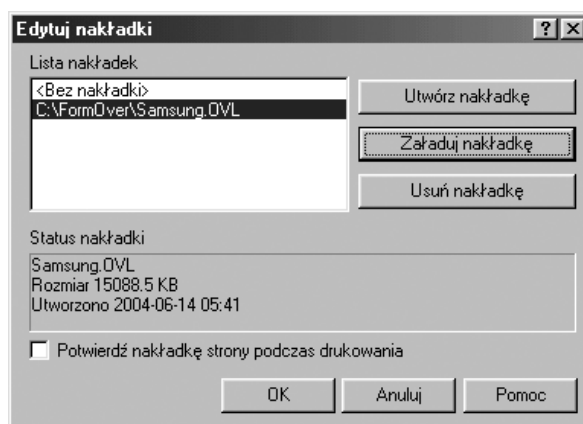 Edytuj nakładki
Lista nakładek
<Bez nakładki>
C:\FormOver\Samsung.OVL
Utwórz nakładkę
Załaduj nakładkę
Usuń nakładkę
Status nakładki
Samsung.OVL
Rozmiar 15088.5 KB
Utworzono 2004-06-14 05:41
Potwierdź nakładkę strony podczas drukowania
OK
Anuluj
Pomoc